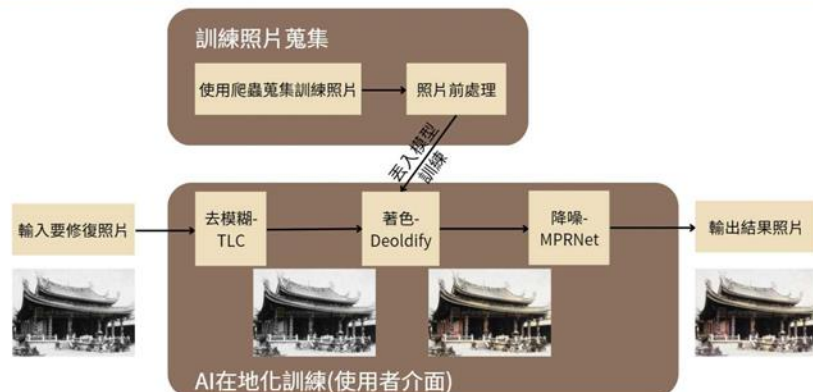 訓練照片蒐集
使用爬蟲蒐集訓練照片
照片前處理
丟入模型
訓練
輸入要修復照片
去模糊-
TLC
著色-
Deoldify
降噪-
MPRNet
輸出結果照片
AI在地化訓練(使用者介面)